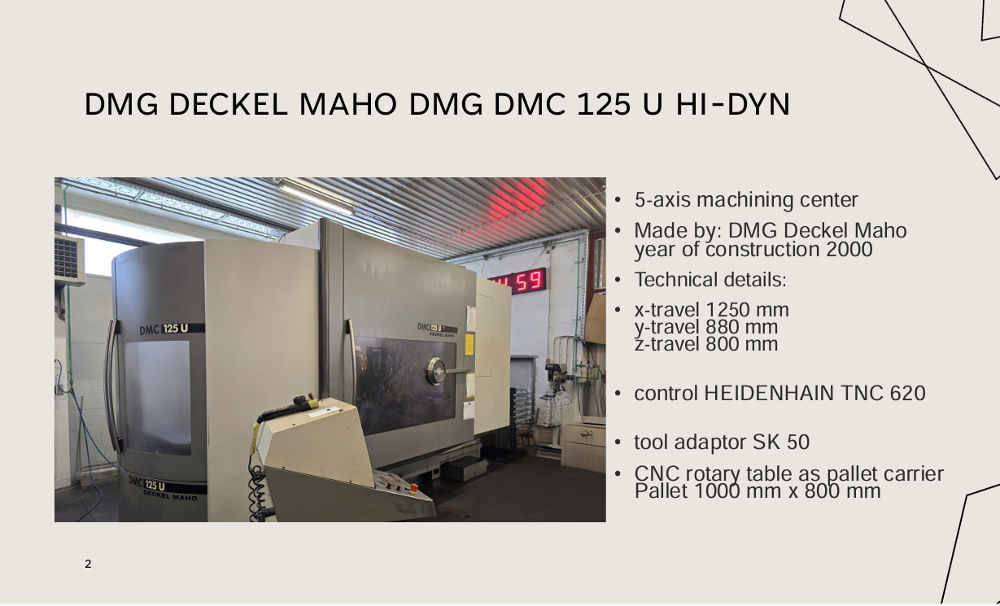 DMG DECKEL MAHO DMG DMC 125 U HI-DYN
DMC 125 U
DMC 125 U
DECKEL MAHO
59
DMC 125 U
DECKEL MAHO
• 5-axis machining center
• Made by: DMG Deckel Maho
year of construction 2000
• Technical details:
• x-travel 1250 mm
y-travel 880 mm
z-travel 800 mm
• control HEIDENHAIN TNC 620
• tool adaptor SK 50
• CNC rotary table as pallet carrier
Pallet 1000 mm x 800 mm
2